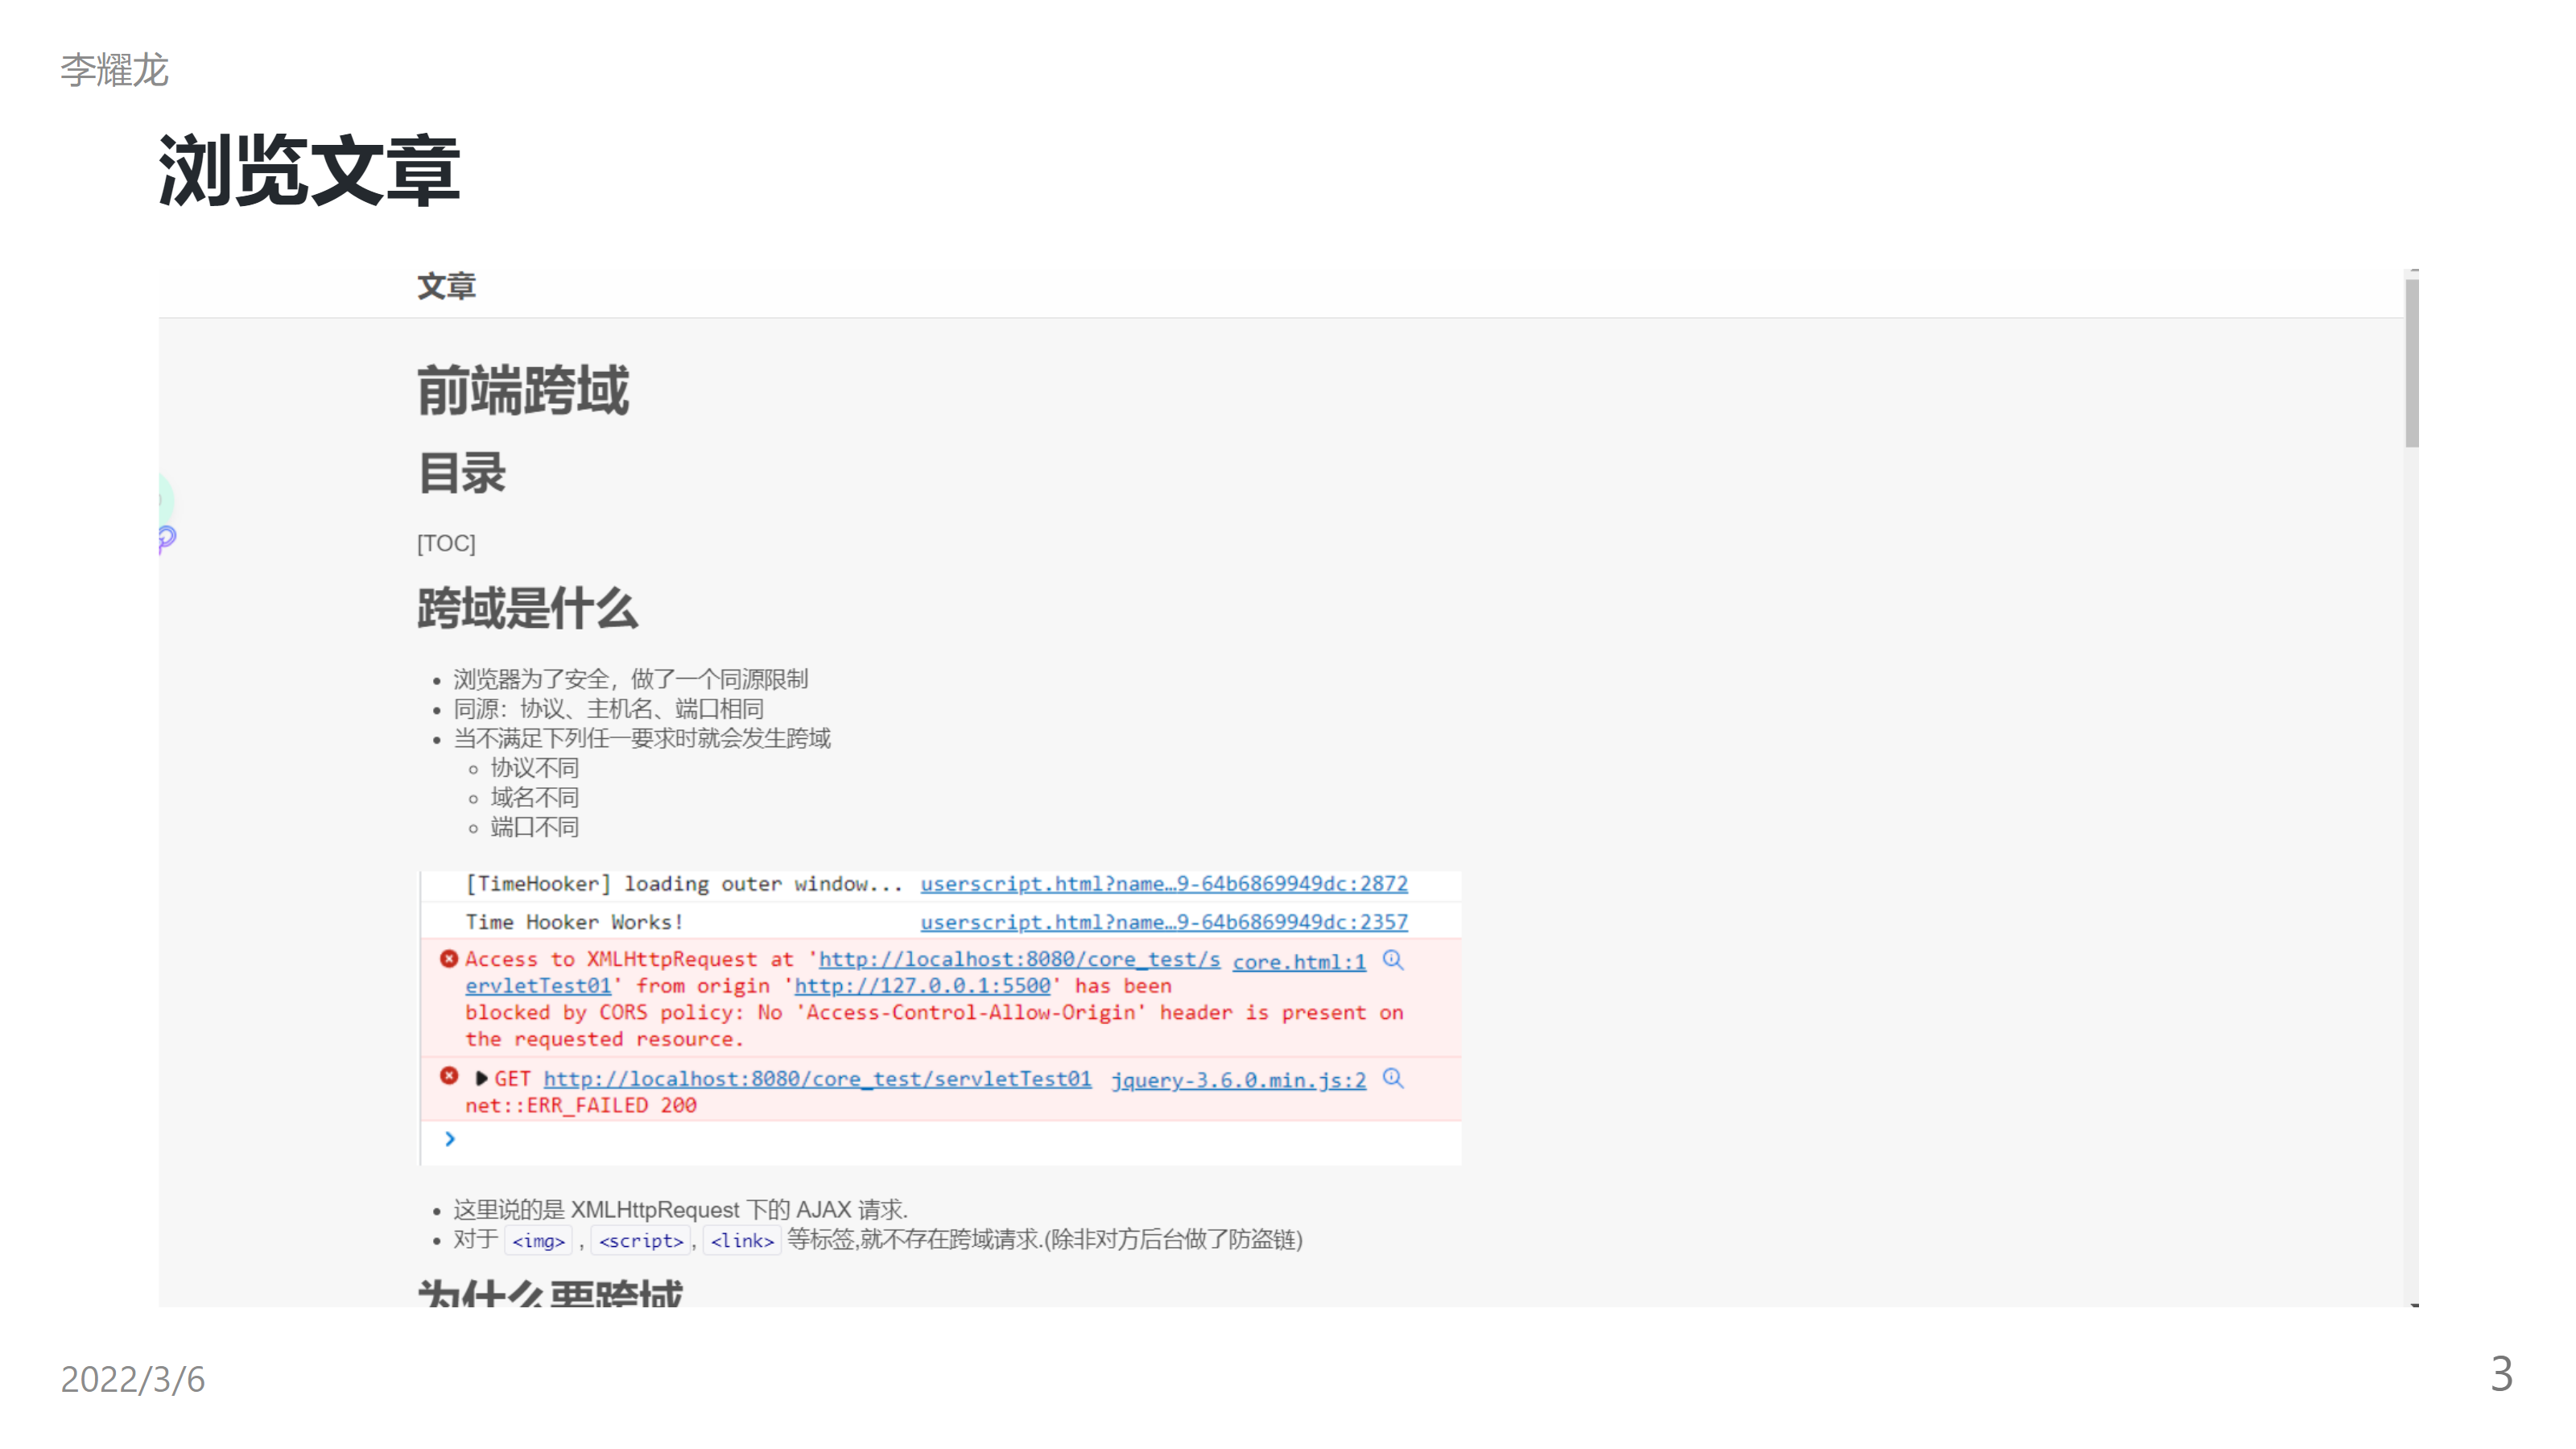 李耀龙
浏览文章
文章
前端跨域
目录
[TOC]
跨域是什么
浏览器为了安全，做了一个同源限制
同源：协议、主机名、端口相同
当不满足下列任一要求时就会发生跨域
协议不同
域名不同
端口不同
[TimeHooker] loading outer window... userscript.html?name…9-64b6869949dc:2872
Time Hooker Works! userscript.html?name…9-64b6869949dc:2357
Access to XMLHttpRequest at 'http://localhost:8080/core_test/s core.html:1
ervletTest01' from origin 'http://127.0.0.1:5500' has been
blocked by CORS policy: No 'Access-Control-Allow-Origin' header is present on
the requested resource.
GET http://localhost:8080/core_test/servletTest01 jquery-3.6.0.min.js:2
net::ERR_FAILED 200
这里说的是 XMLHttpRequest 下的 AJAX 请求.
对于 <img> , <script>, <link> 等标签,就不存在跨域请求.(除非对方后台做了防盗链)
为什么要跨域
2022/3/6
3